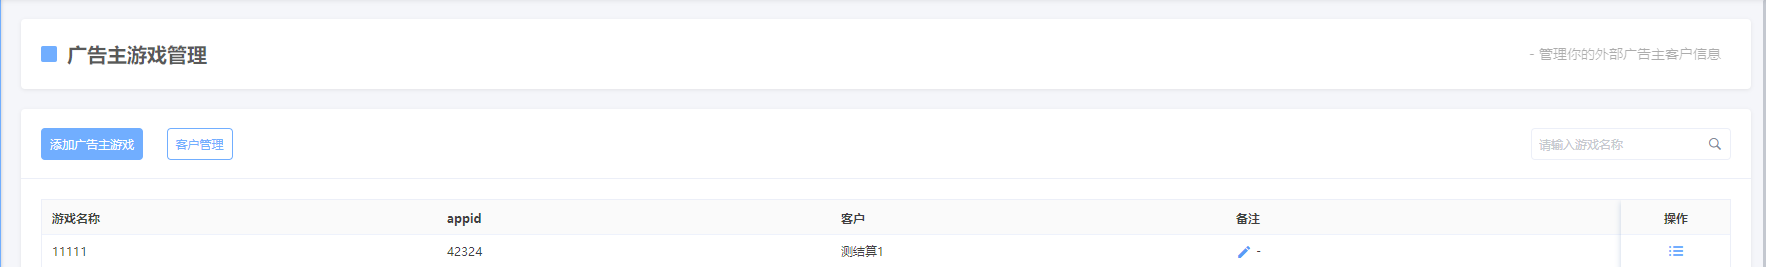 广告主游戏管理
- 管理你的外部广告主客户信息
添加广告主游戏 客户管理 请输入游戏名称
游戏名称 appid 客户 备注 操作
11111 42324 测结算1 -